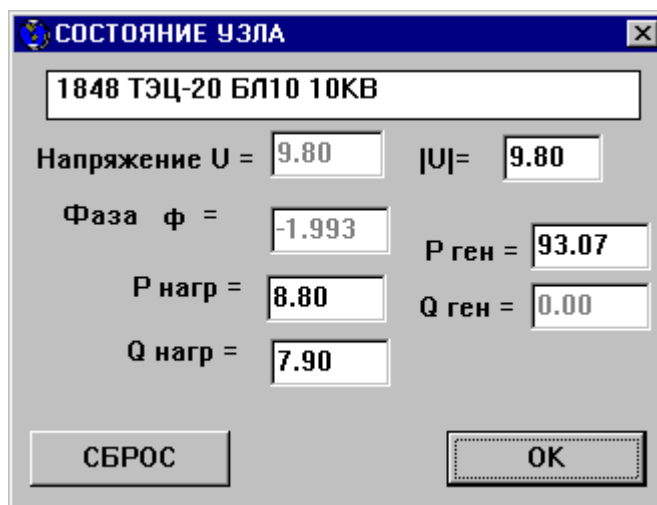 СОСТОЯНИЕ УЗЛА
1848 ТЭЦ-20 БЛ10 10КВ
Напряжение U = 9.80 |U|= 9.80
Фаза ф = -1.993
P ген = 93.07
P нагр = 8.80
Q ген = 0.00
Q нагр = 7.90
СБРОС OK